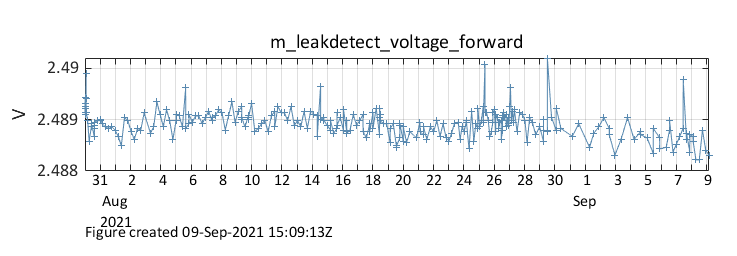 m_leakdetect_voltage_forward
2.49
2.489
2.488
V
31 2 4 6 8 10 12 14 16 18 20 22 24 26 28 30 1 3 5 7 9
Aug Sep
2021
Figure created 09-Sep-2021 15:09:13Z